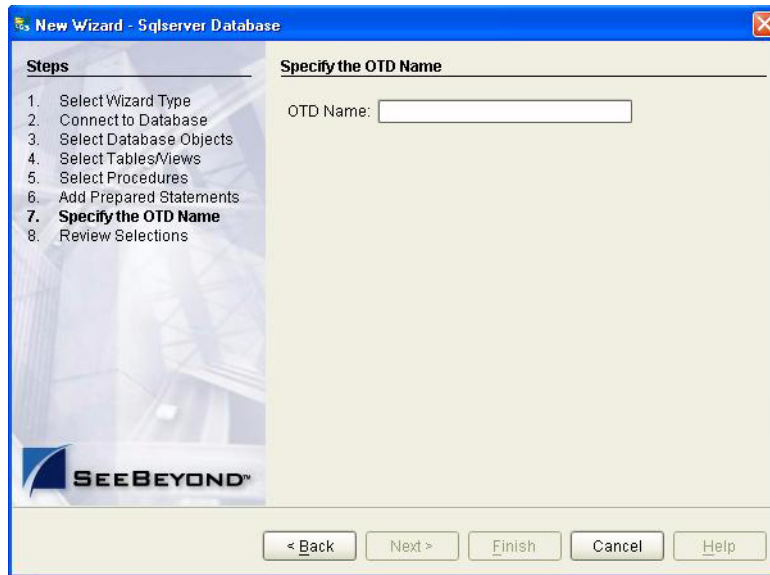 New Wizard - Sqlserver Database
Steps
1. Select Wizard Type
2. Connect to Database
3. Select Database Objects
4. Select Tables/Views
5. Select Procedures
6. Add Prepared Statements
7. Specify the OTD Name
8. Review Selections
SEEBEYOND™
Specify the OTD Name
OTD Name:
< Back
Next >
Finish
Cancel
Help